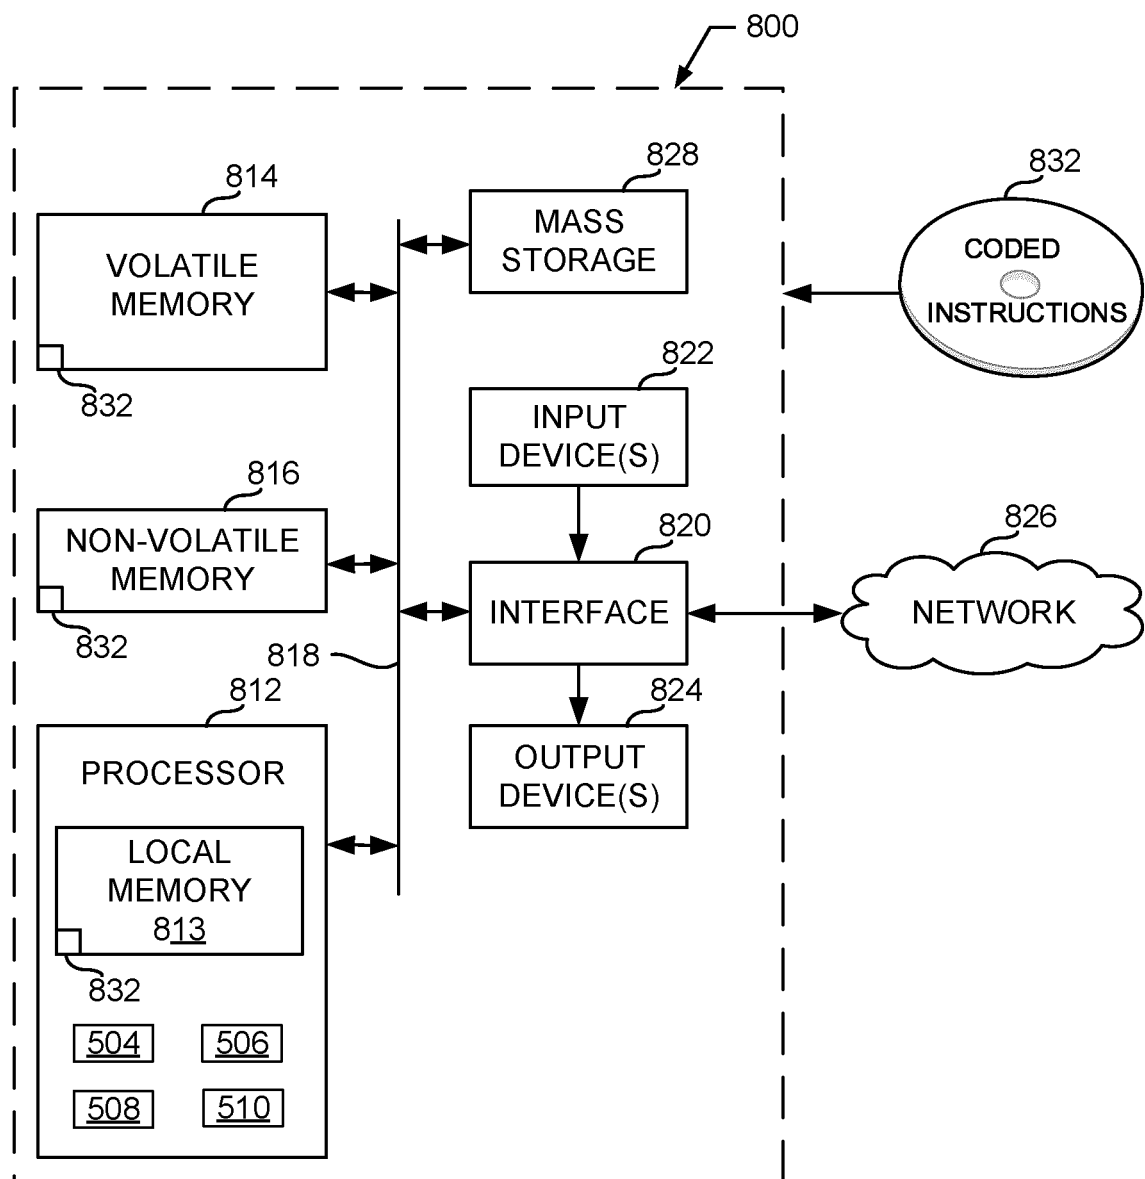 800
814
VOLATILE
MEMORY
832
828
MASS
STORAGE
832
CODED
INSTRUCTIONS
822
INPUT
DEVICE(S)
816
NON-VOLATILE
MEMORY
832
818
820
INTERFACE
826
NETWORK
812
PROCESSOR
LOCAL
MEMORY
813
832
504
506
508
510
824
OUTPUT
DEVICE(S)